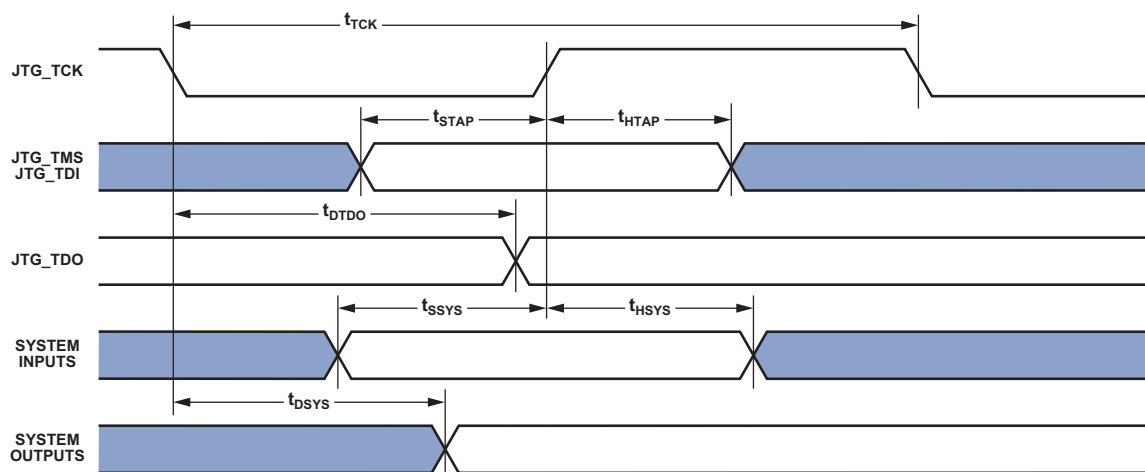 tTCK
JTG_TCK
tSTAP
tHTAP
JTG_TMS
JTG_TDI
tDTDO
JTG_TDO
tSSYS
tHSYS
SYSTEM
INPUTS
tDSYS
SYSTEM
OUTPUTS